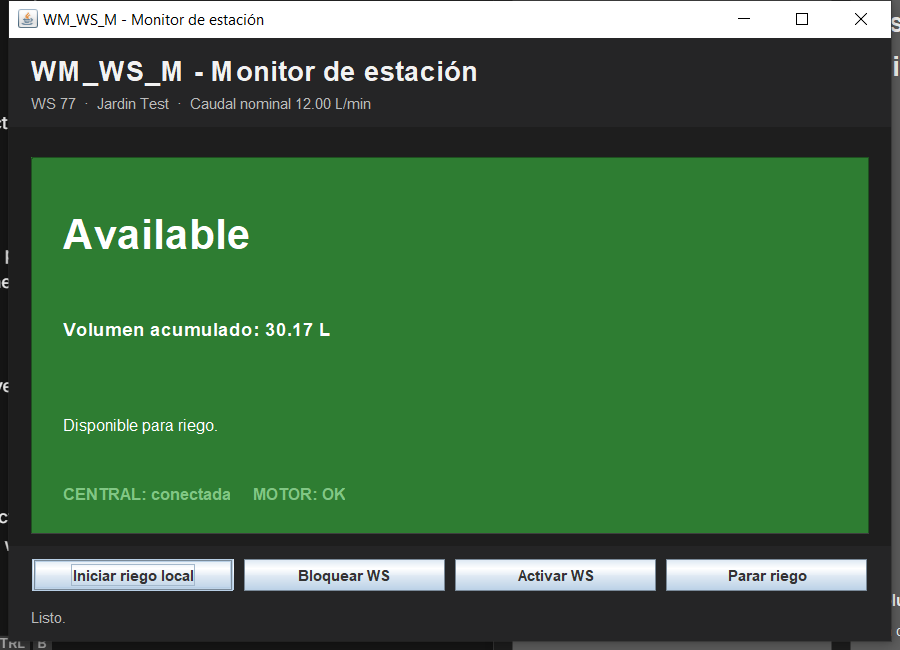 WM_WS_M - Monitor de estación
WM_WS_M - Monitor de estación
WS 77 · Jardin Test · Caudal nominal 12.00 L/min
Available
Volumen acumulado: 30.17 L
Disponible para riego.
CENTRAL: conectada MOTOR: OK
Iniciar riego local Bloquear WS Activar WS Parar riego
Listo.